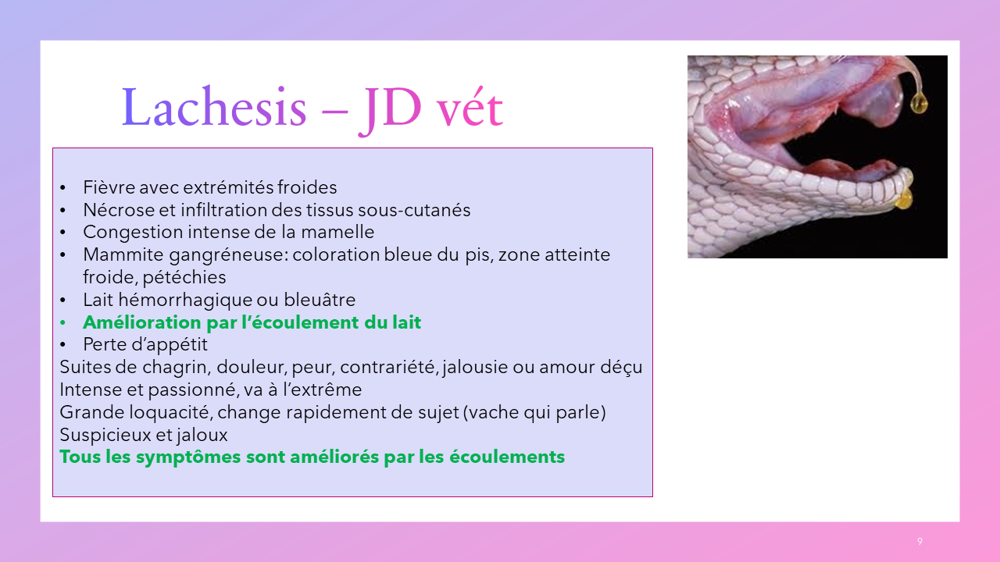 Lachesis – JD vét
• Fièvre avec extrémités froides
• Nécrose et infiltration des tissus sous-cutanés
• Congestion intense de la mamelle
• Mammite gangréneuse: coloration bleue du pis, zone atteinte
froide, pétéchies
• Lait hémorrhagique ou bleuâtre
• Amélioration par l’écoulement du lait
• Perte d’appétit
Suites de chagrin, douleur, peur, contrariété, jalousie ou amour déçu
Intense et passionné, va à l’extrême
Grande loquacité, change rapidement de sujet (vache qui parle)
Suspicieux et jaloux
Tous les symptômes sont améliorés par les écoulements
9